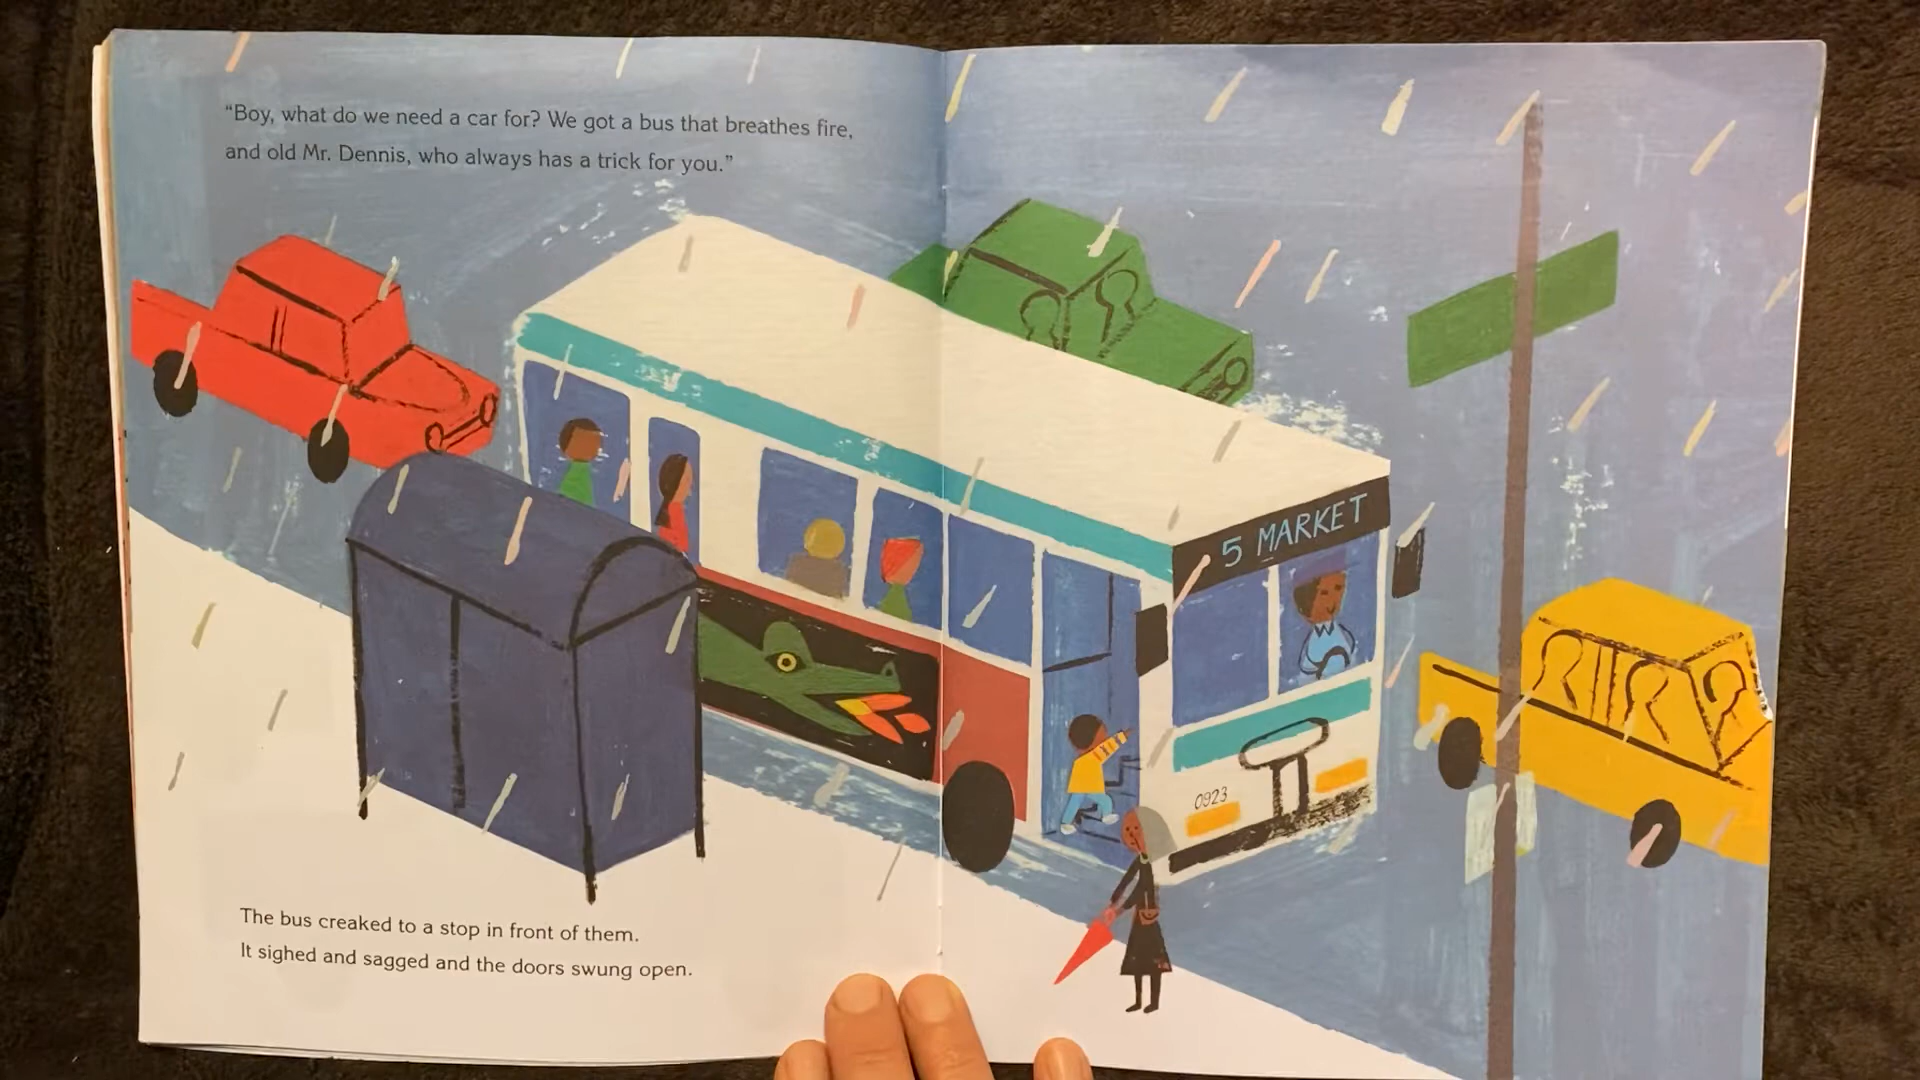 “Boy, what do we need a car for? We got a bus that breathes fire,
and old Mr. Dennis, who always has a trick for you.”
5 MARKET
0923
The bus creaked to a stop in front of them.
It sighed and sagged and the doors swung open.